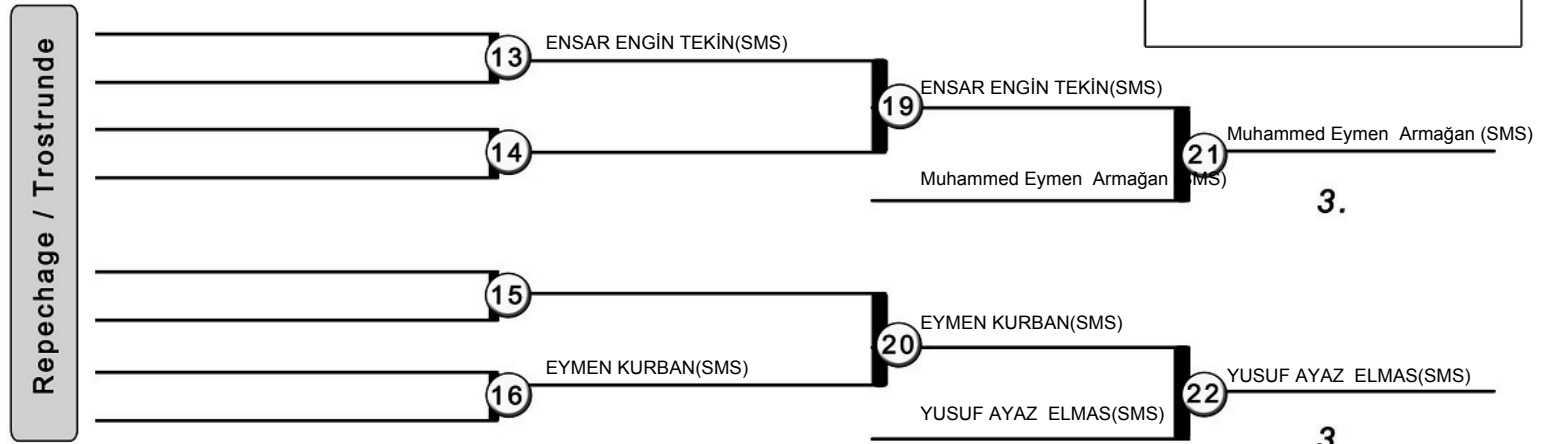 Repechage / Trostrunde
13
ENSAR ENGİN TEKİN(SMS)
19
ENSAR ENGİN TEKİN(SMS)
14
21
Muhammed Eymen Armağan (SMS)
Muhammed Eymen Armağan (SMS)
3.
15
20
EYMEN KURBAN(SMS)
16
EYMEN KURBAN(SMS)
22
YUSUF AYAZ ELMAS(SMS)
YUSUF AYAZ ELMAS(SMS)
3